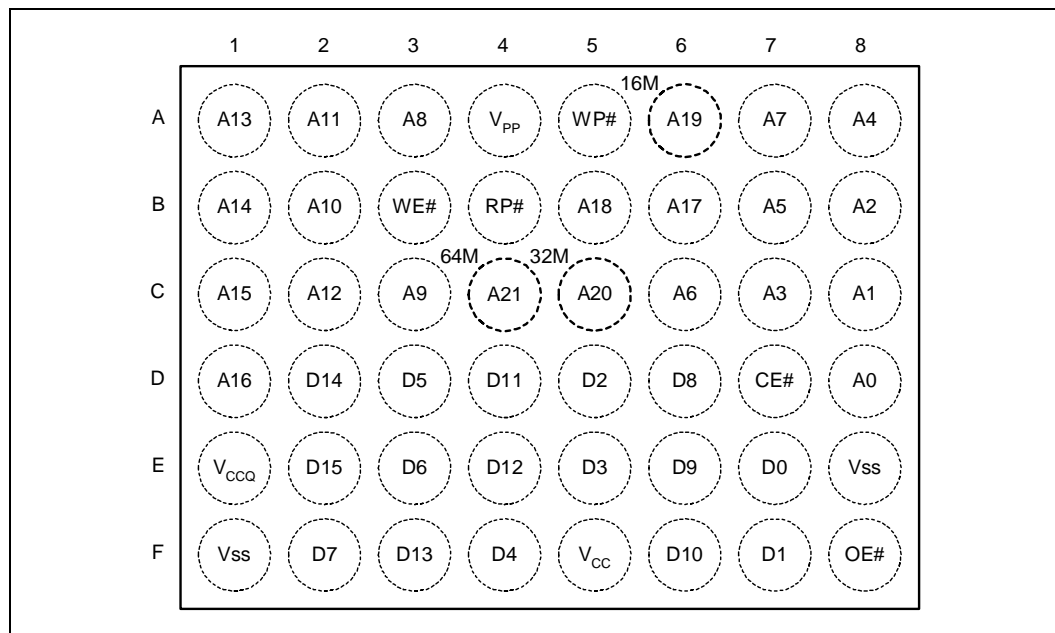 1 2 3 4 5 6 7 8
16M
A A13 A11 A8 VPP WP# A19 A7 A4
B A14 A10 WE# RP# A18 A17 A5 A2
64M 32M
C A15 A12 A9 A21 A20 A6 A3 A1
D A16 D14 D5 D11 D2 D8 CE# A0
E VCCQ D15 D6 D12 D3 D9 D0 Vss
F Vss D7 D13 D4 VCC D10 D1 OE#